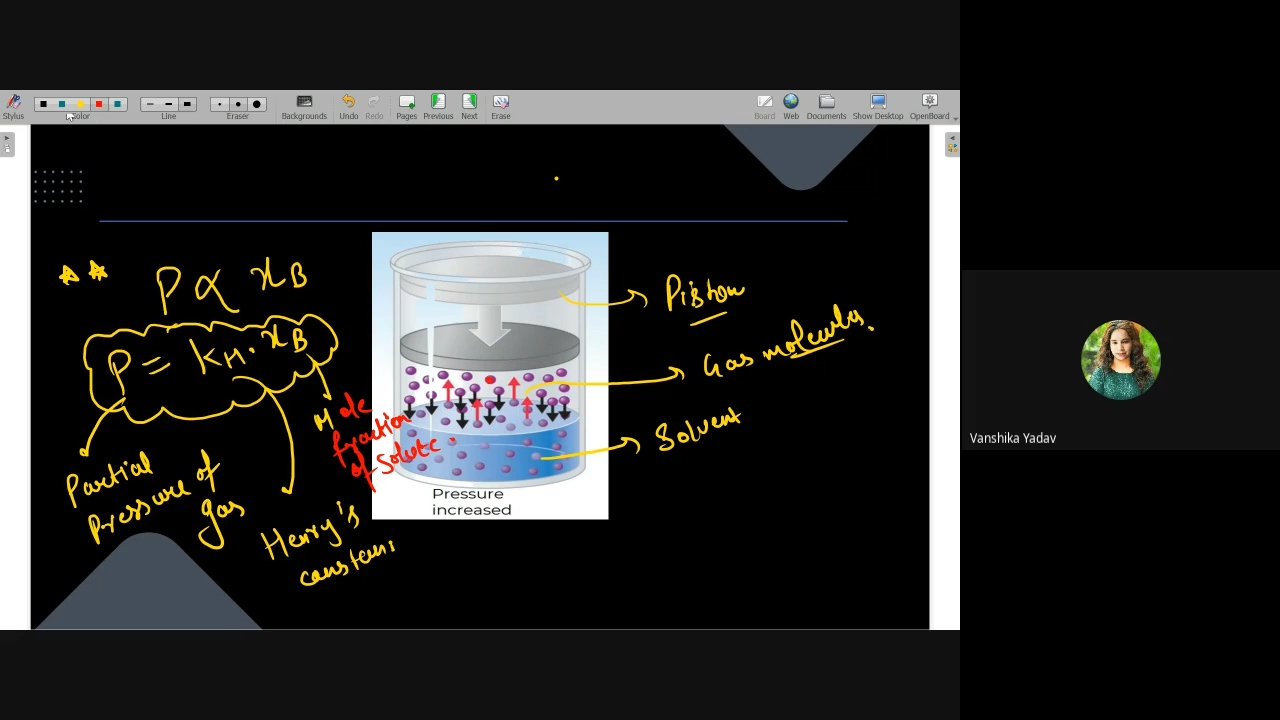 Stylus
Color
Line
Eraser
Backgrounds
Undo
Redo
Pages
Previous
Next
Erase
Board
Web
Documents
Show Desktop
OpenBoard
P ∝ xB
P = KH · xB
Partial
Pressure of
gas
Henry's
Mole
fraction
of Solute
Piston
Gas molecules
Solvent
Pressure
increased
Vanshika Yadav